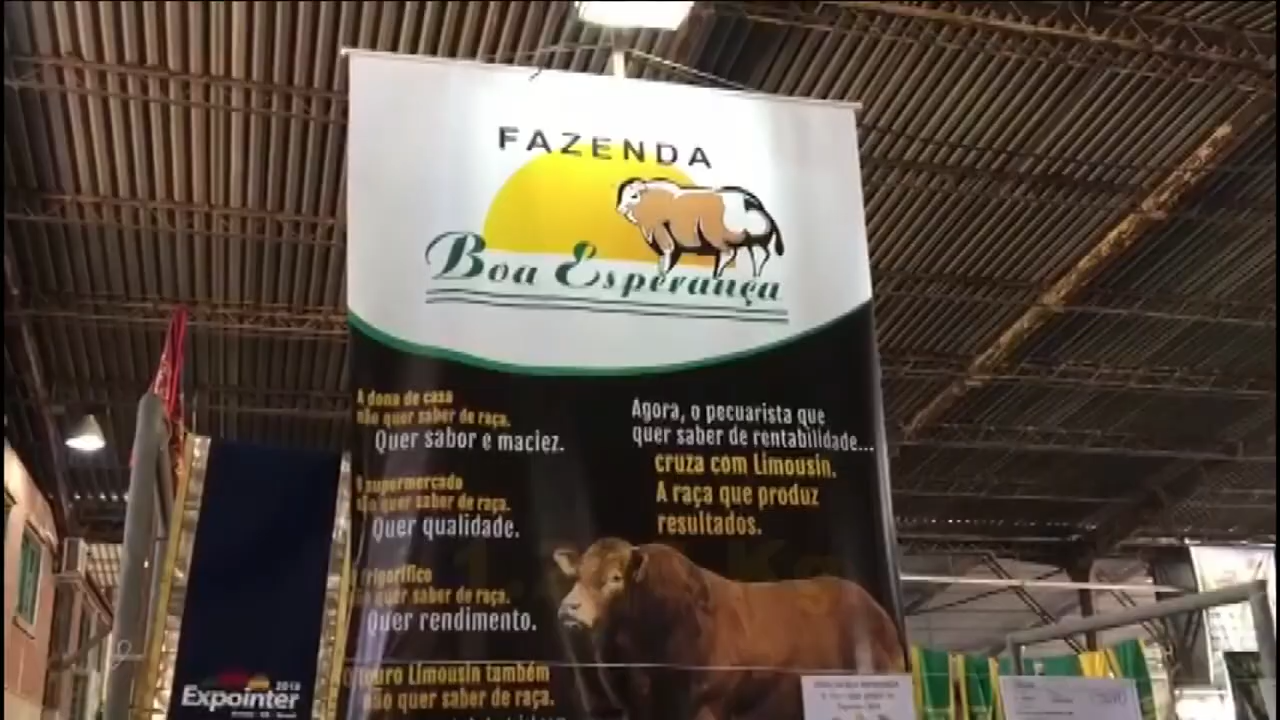 FAZENDA
Boa Esperança
A dona de casa
não quer saber de raça.
Quer sabor e maciez.
O supermercado
não quer saber de raça.
Quer qualidade.
O frigorífico
não quer saber de raça.
Quer rendimento.
O touro Limousin também
não quer saber de raça.
Agora, o pecuarista que
quer saber de rentabilidade...
cruza com Limousin.
A raça que produz
resultados.
Expointer